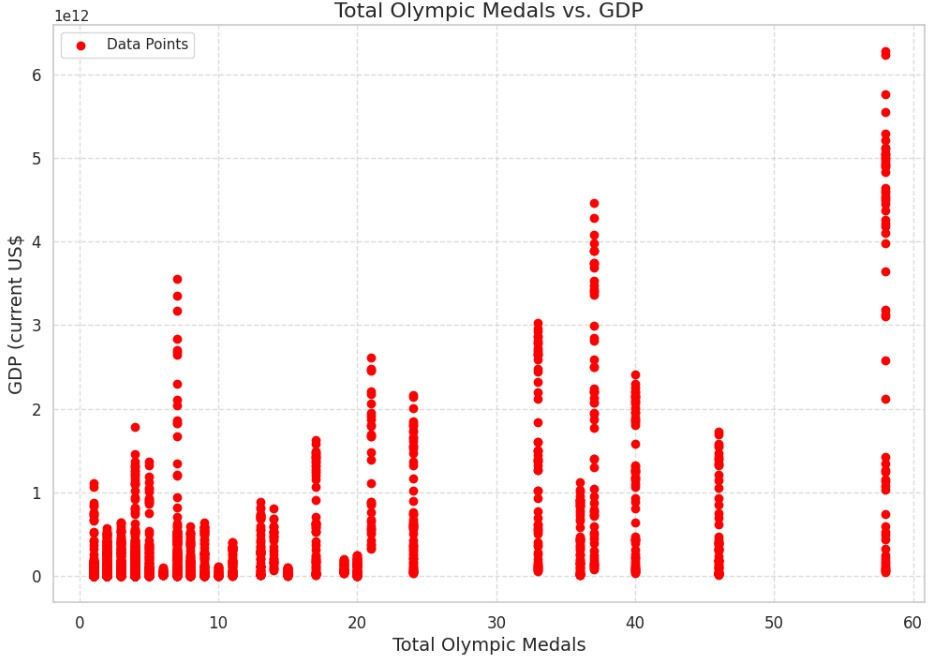 Total Olympic Medals vs. GDP
1e12
Data Points
6
5
4
3
2
1
0
GDP (current US$
0 10 20 30 40 50 60
Total Olympic Medals